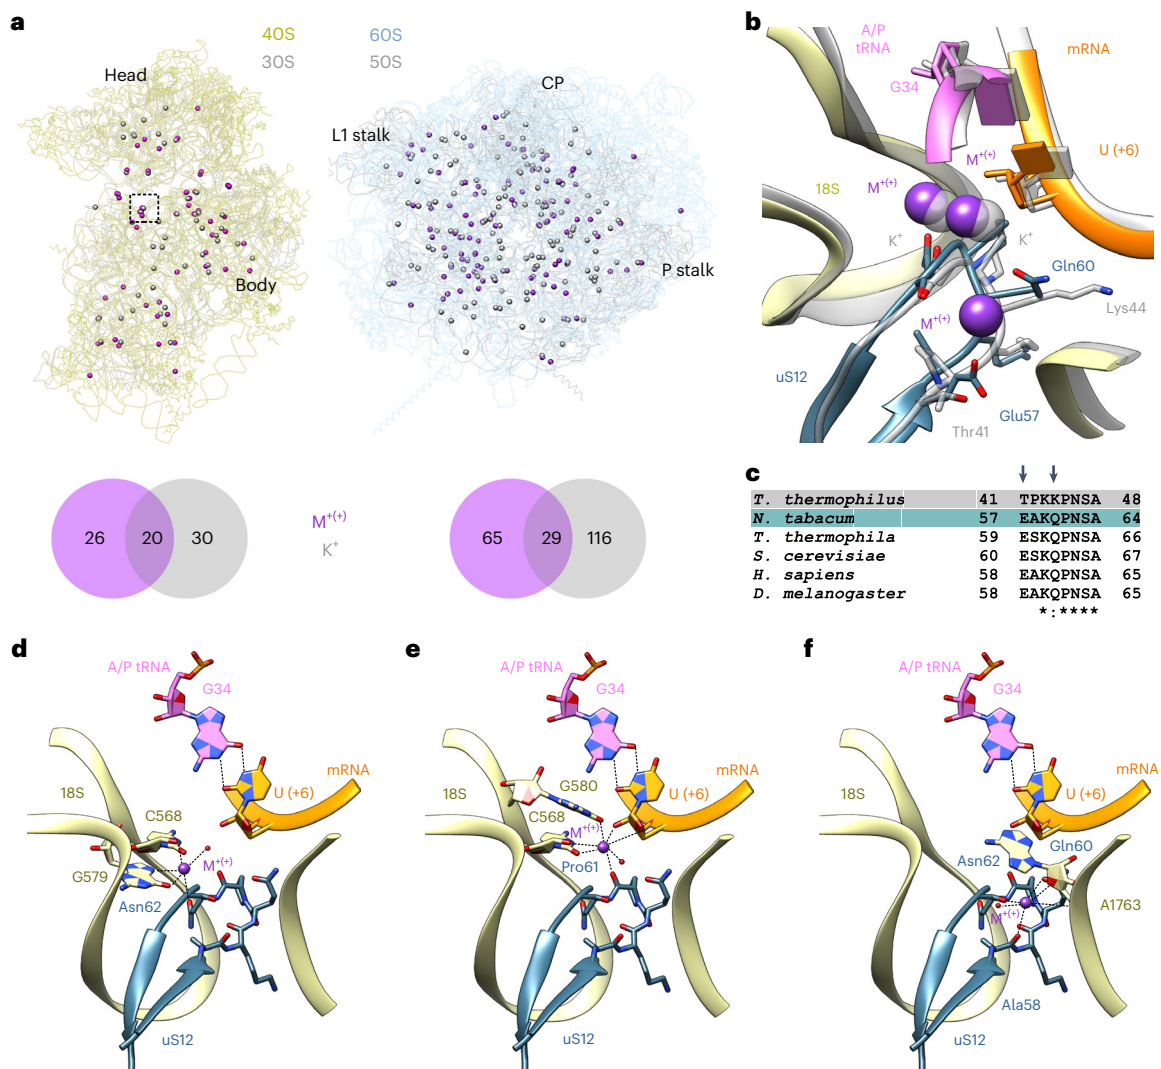 a
40S
60S
30S
50S
Head
CP
L1 stalk
P stalk
Body
26
20
30
M+(+)
K+
65
29
116
b
A/P
tRNA
mRNA
G34
M+(+)
U (+6)
M+(+)
18S
K+
K+
Gln60
Lys44
M+(+)
uS12
Glu57
Thr41
c
T. thermophilus 41 TPKKPNSA 48
N. tabacum 57 EAKQPNSA 64
T. thermophila 59 ESKQPNSA 66
S. cerevisiae 60 ESKQPNSA 67
H. sapiens 58 EAKQPNSA 65
D. melanogaster 58 EAKQPNSA 65
*:****
d
A/P tRNA
G34
mRNA
18S
U (+6)
C568
M+(+)
G579
Asn62
uS12
e
A/P tRNA
G34
mRNA
18S
G580
U (+6)
C568
M+(+)
Pro61
uS12
f
A/P tRNA
G34
mRNA
18S
U (+6)
Gln60
Asn62
A1763
M+(+)
Ala58
uS12